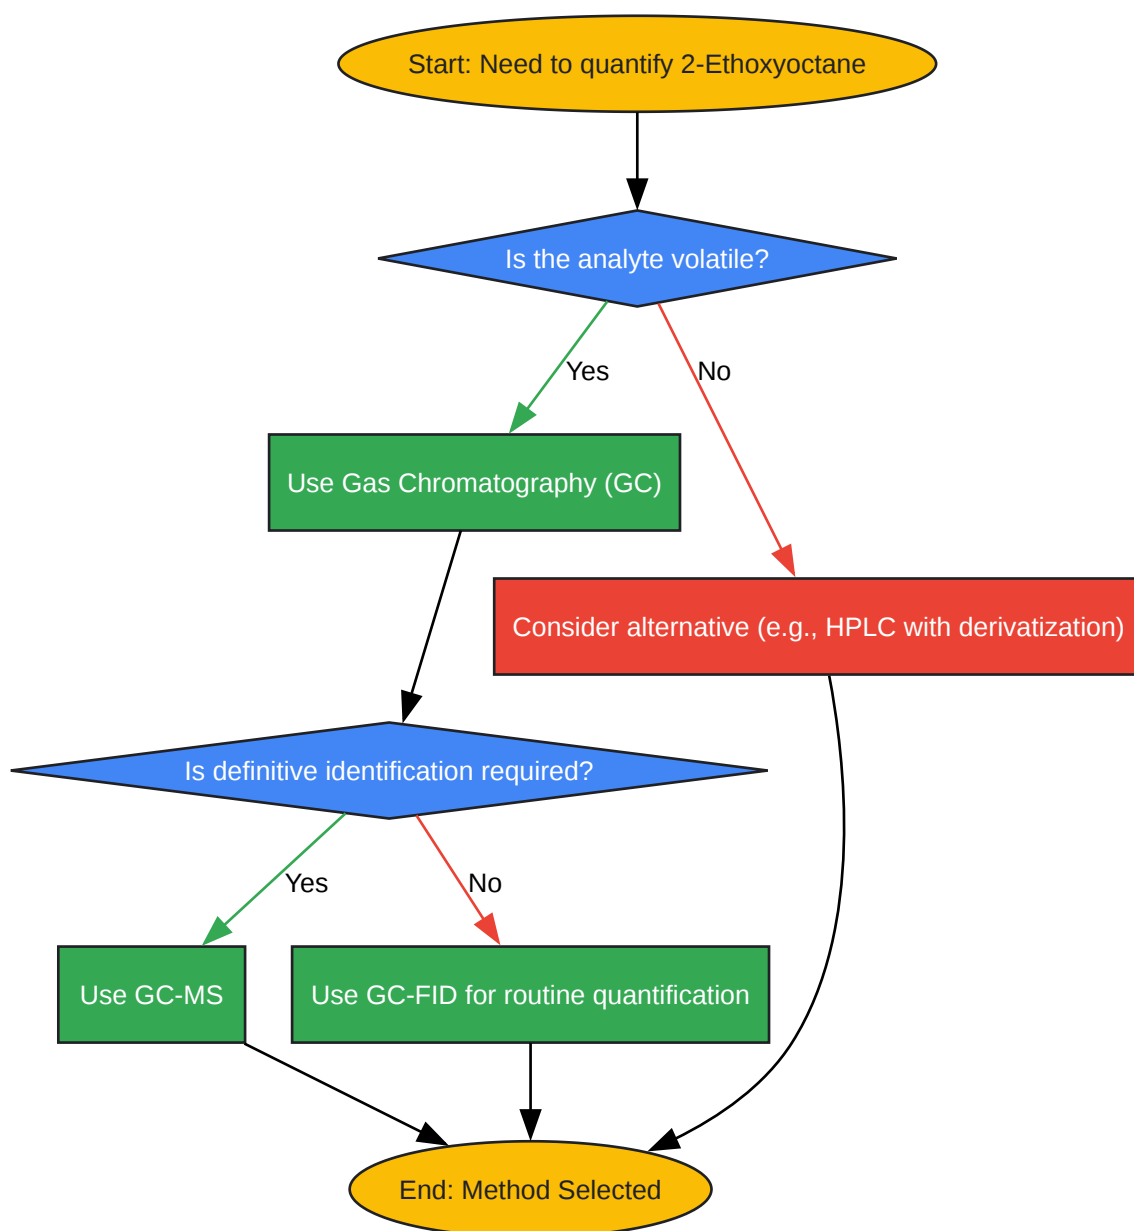 Start: Need to quantify 2-Ethoxyoctane
Is the analyte volatile?
Yes
No
Use Gas Chromatography (GC)
Consider alternative (e.g., HPLC with derivatization)
Is definitive identification required?
Yes
No
Use GC-MS
Use GC-FID for routine quantification
End: Method Selected